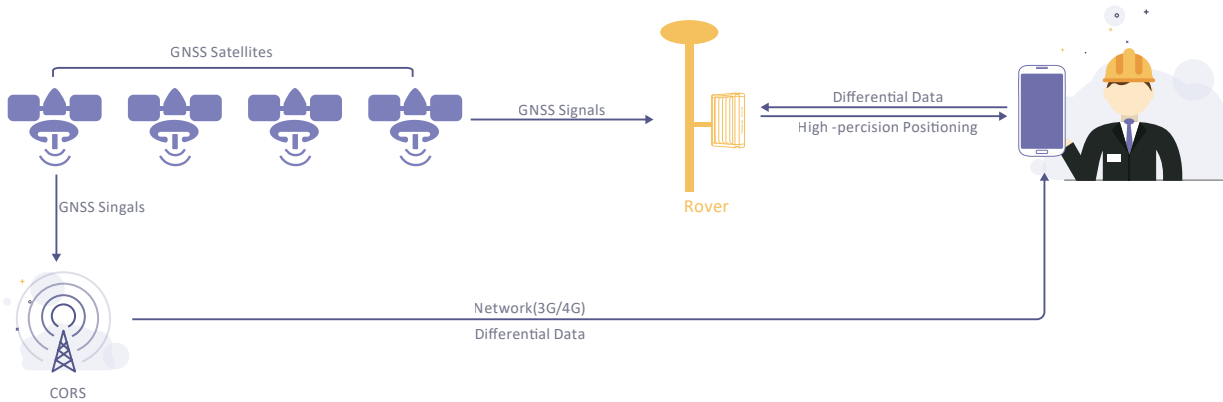 GNSS Satellites
GNSS Signals
Differential Data
High -percision Positioning
Rover
GNSS Singals
Network(3G/4G)
Differential Data
CORS